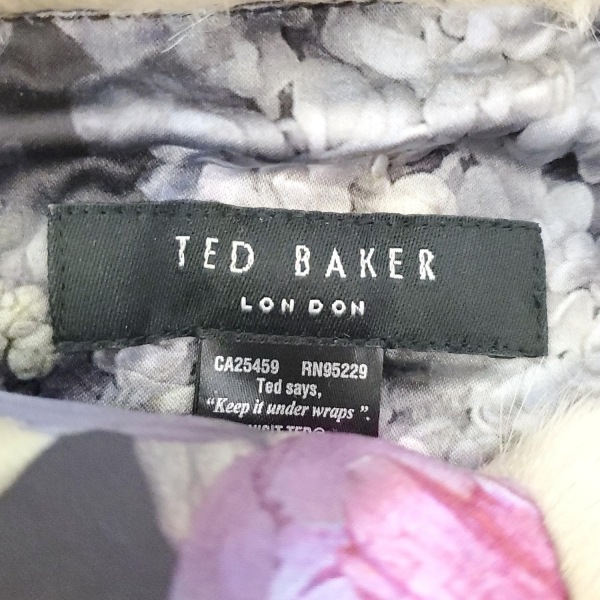 TED BAKER
LONDON
CA25459 RN95229
Ted says,
"Keep it under wraps".